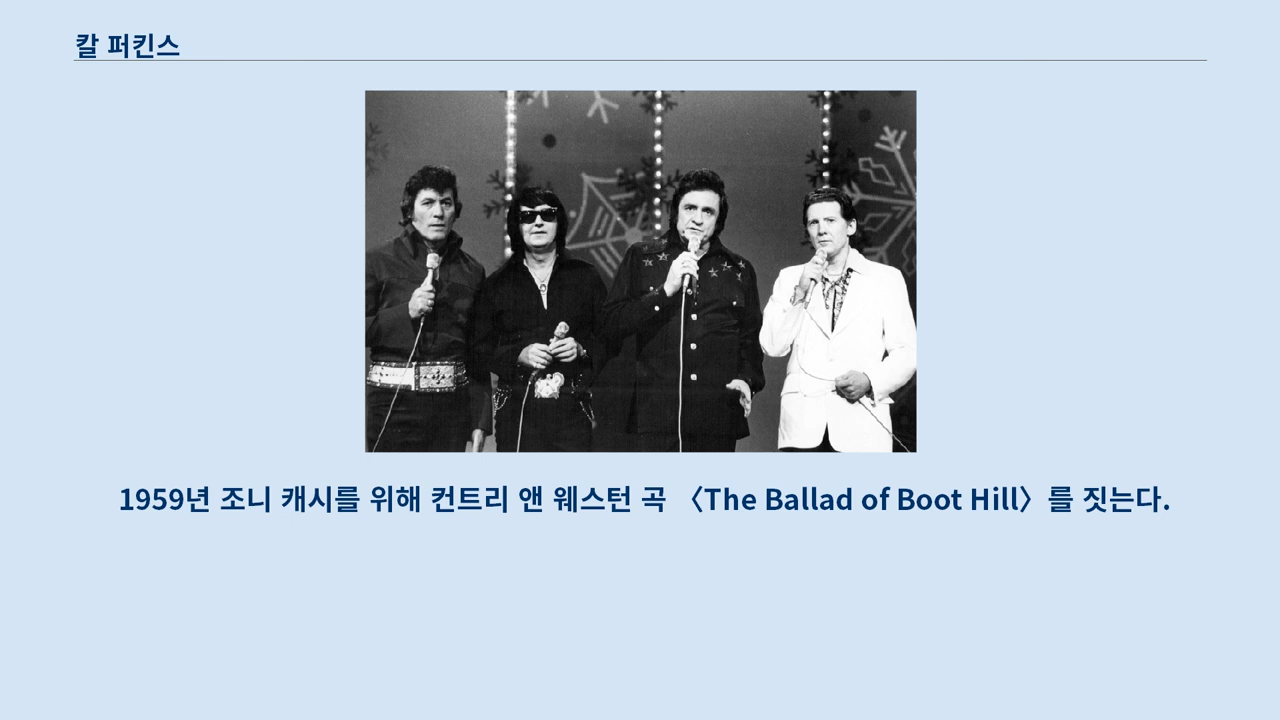 칼 퍼킨스
1959년 조니 캐시를 위해 컨트리 앤 웨스턴 곡 〈The Ballad of Boot Hill〉를 짓는다.